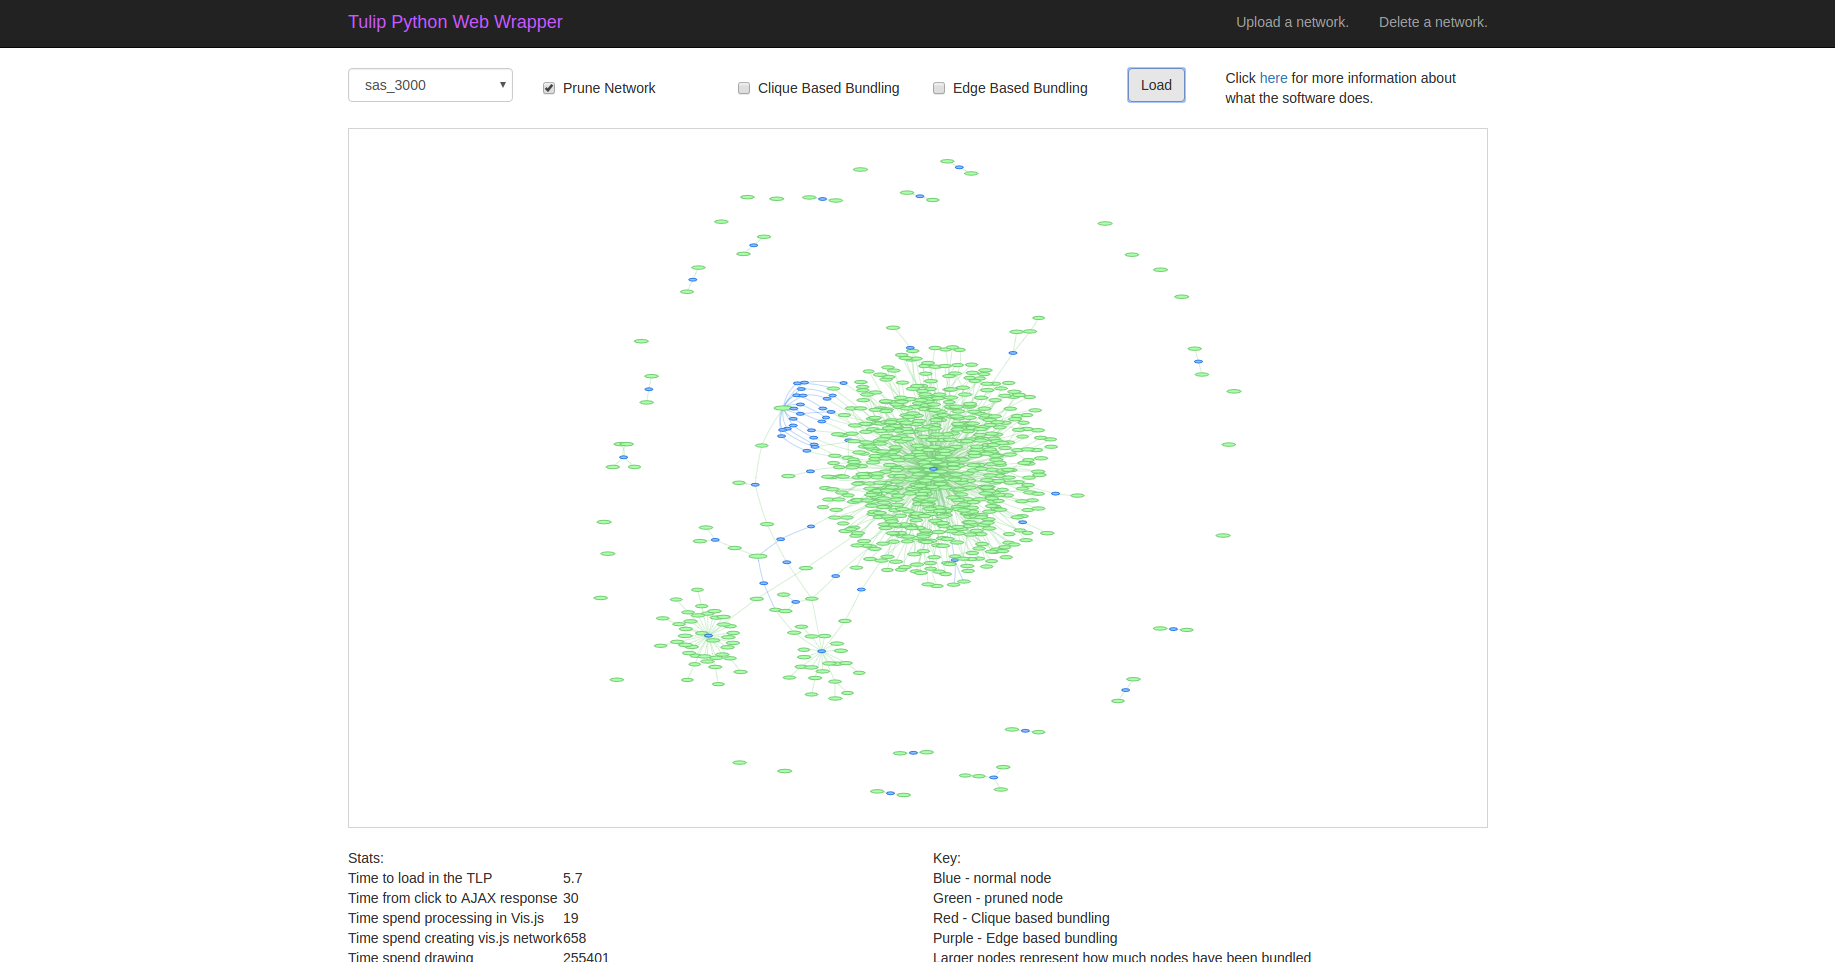 Tulip Python Web Wrapper
Upload a network.
Delete a network.
sas_3000
Prune Network
Clique Based Bundling
Edge Based Bundling
Load
Click here for more information about
what the software does.
Stats:
Time to load in the TLP 5.7
Time from click to AJAX response 30
Time spend processing in Vis.js 19
Time spend creating vis.js network 658
Time spend drawing 255401
Key:
Blue - normal node
Green - pruned node
Red - Clique based bundling
Purple - Edge based bundling
Larger nodes represent how much nodes have been bundled